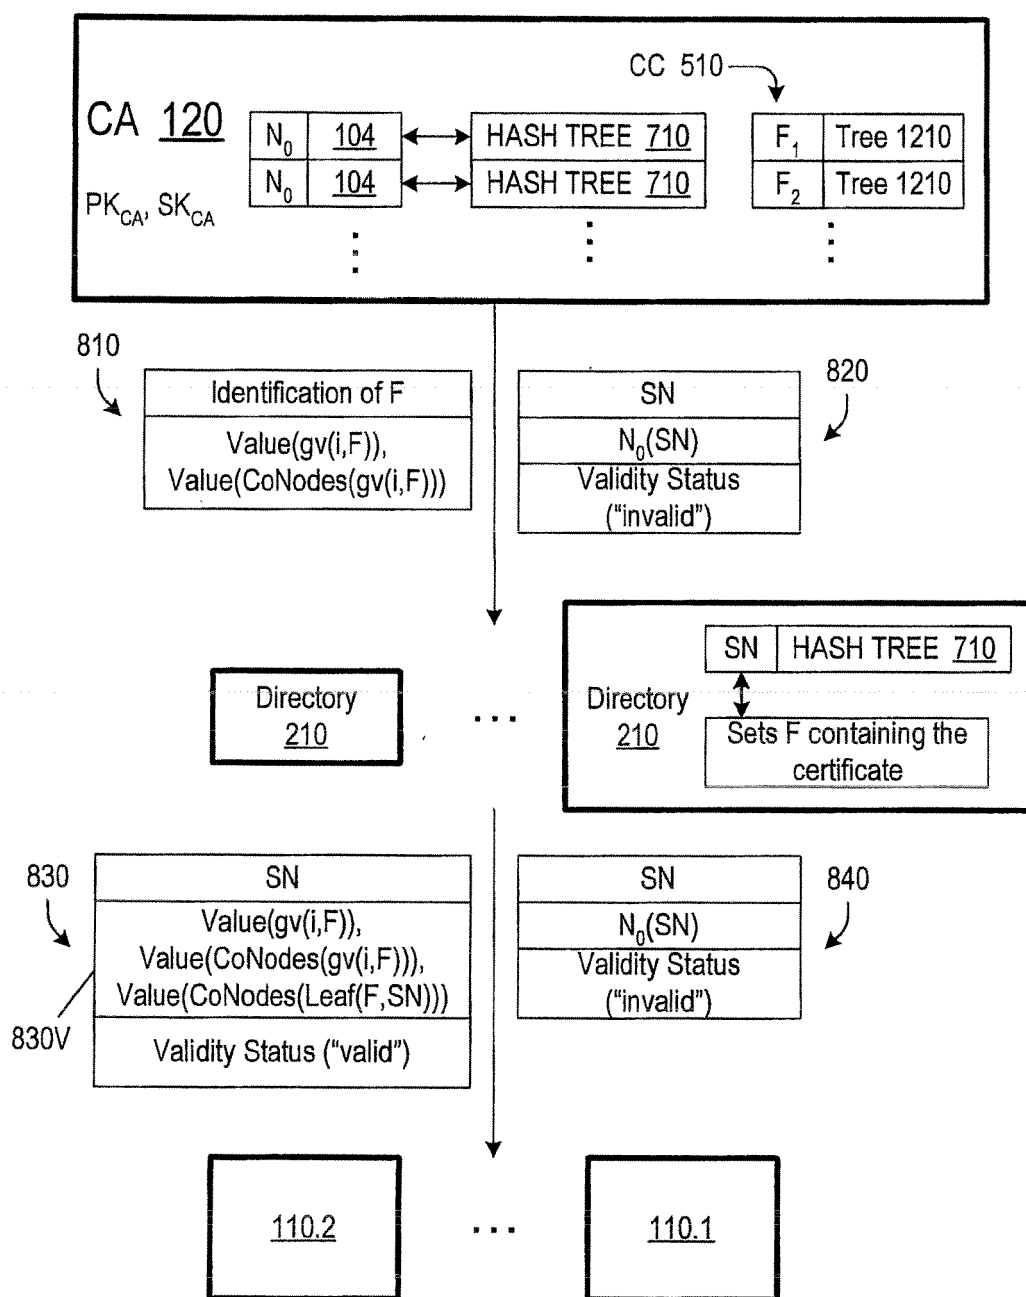 CC 510
CA 120
N₀ 104 HASH TREE 710 F₁ Tree 1210
N₀ 104 HASH TREE 710 F₂ Tree 1210
PK_CA, SK_CA
810
Identification of F
Value(gv(i,F)),
Value(CoNodes(gv(i,F)))
820
SN
N₀(SN)
Validity Status
(“invalid”)
Directory
210
Directory
210
SN HASH TREE 710
Sets F containing the
certificate
830
SN
Value(gv(i,F)),
Value(CoNodes(gv(i,F))),
Value(CoNodes(Leaf(F,SN)))
830V
Validity Status (“valid”)
840
SN
N₀(SN)
Validity Status
(“invalid”)
110.2 ... 110.1